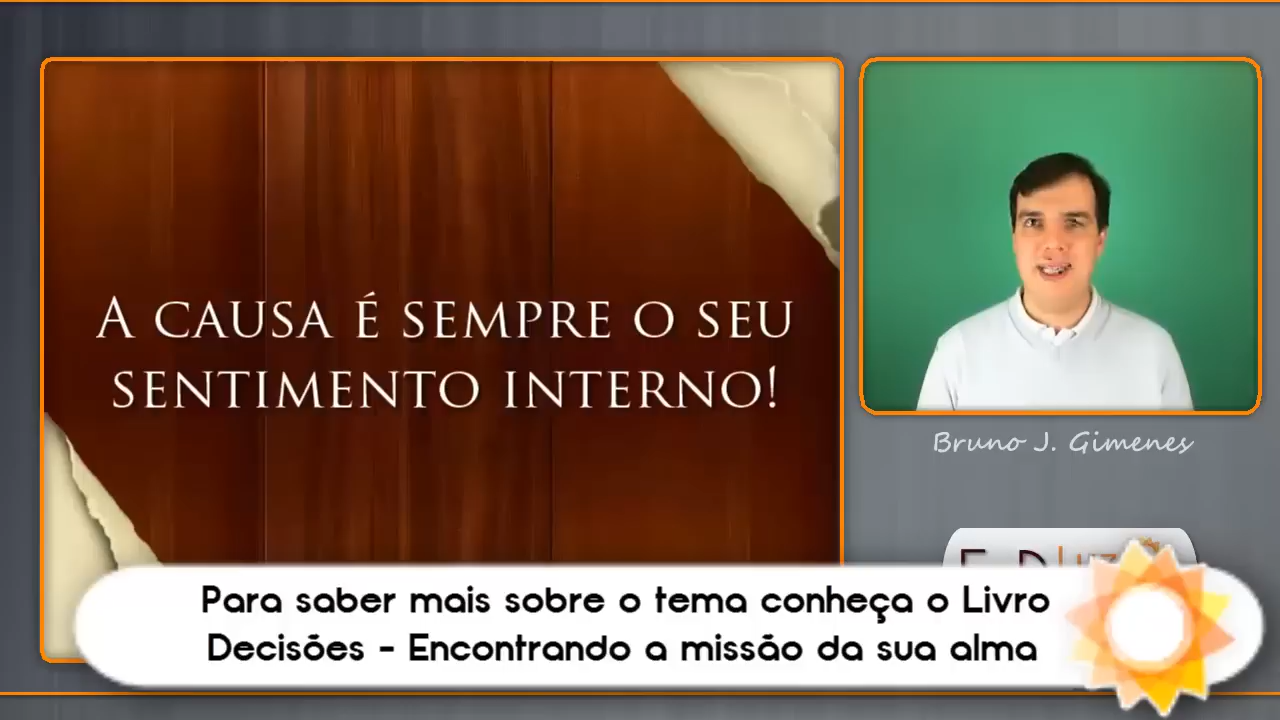 A CAUSA É SEMPRE O SEU
SENTIMENTO INTERNO!
Bruno J. Gimenes
Para saber mais sobre o tema conheça o Livro
Decisões - Encontrando a missão da sua alma